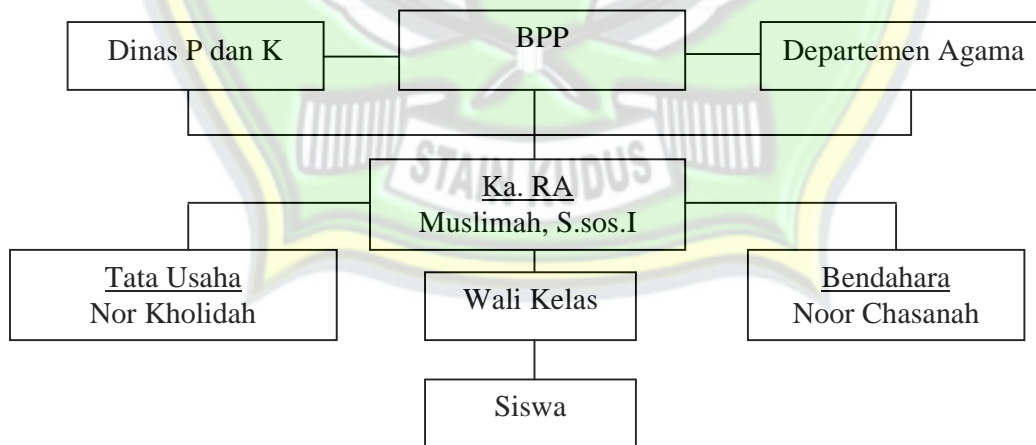 Dinas P dan K
BPP
Departemen Agama
STAIN KUDUS
Ka. RA
Muslimah, S.sos.I
Tata Usaha
Nor Kholidah
Wali Kelas
Bendahara
Noor Chasanah
Siswa